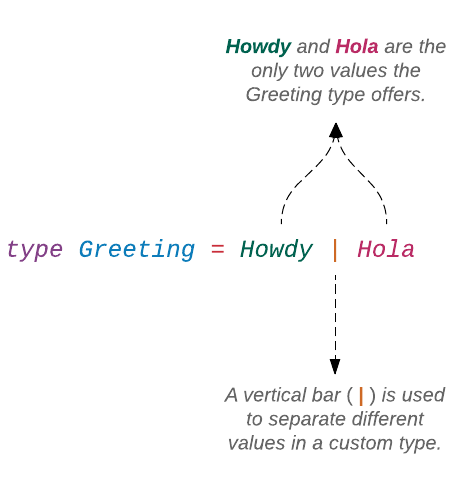 Howdy and Hola are the
only two values the
Greeting type offers.
type Greeting = Howdy | Hola
A vertical bar (|) is used
to separate different
values in a custom type.